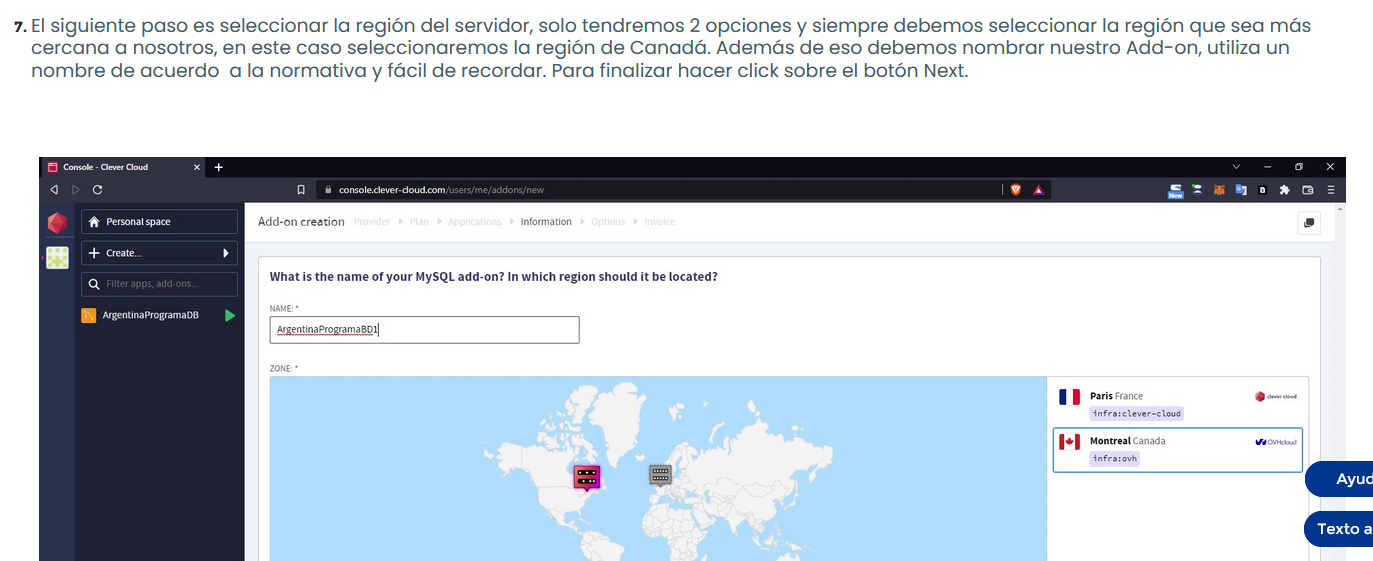 7. El siguiente paso es seleccionar la región del servidor, solo tendremos 2 opciones y siempre debemos seleccionar la región que sea más
cercana a nosotros, en este caso seleccionaremos la región de Canadá. Además de eso debemos nombrar nuestro Add-on, utiliza un
nombre de acuerdo a la normativa y fácil de recordar. Para finalizar hacer click sobre el botón Next.
Console - Clever Cloud
console.clever-cloud.com/users/me/addons/new
New
Personal space
Add-on creation Provider Plan Applications Information Options Invoice
Create...
Filter apps, add-ons...
What is the name of your MySQL add-on? In which region should it be located?
NAME: *
ArgentinaProgramaDB
ArgentinaProgramaBD1
ZONE: *
Paris France
clever cloud
infra:clever-cloud
Montreal Canada
OVHcloud
infra:ovh
Ayud
Texto a